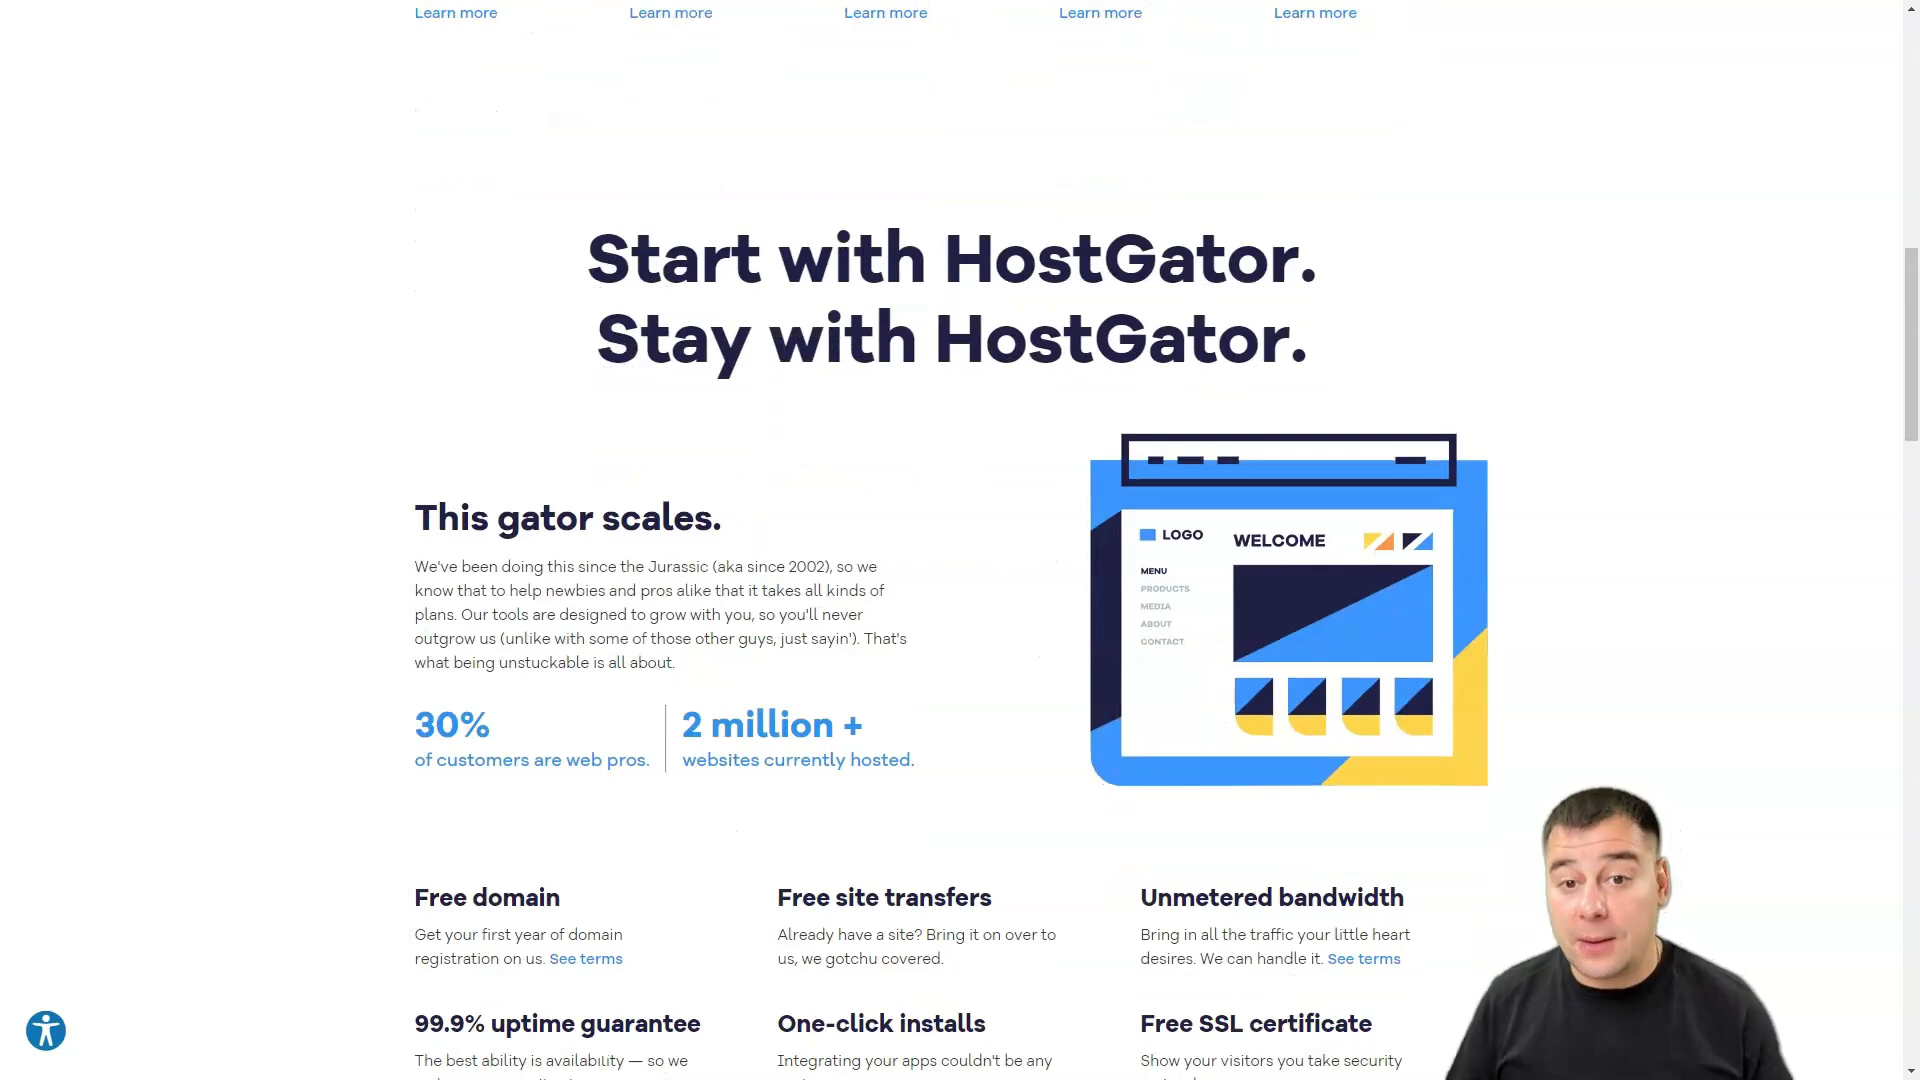 Learn more Learn more Learn more Learn more Learn more
Start with HostGator.
Stay with HostGator.
This gator scales.
We've been doing this since the Jurassic (aka since 2002), so we
know that to help newbies and pros alike that it takes all kinds of
plans. Our tools are designed to grow with you, so you'll never
outgrow us (unlike with some of those other guys, just sayin'). That's
what being unstuckable is all about.
30%
of customers are web pros.
2 million +
websites currently hosted.
LOGO
WELCOME
MENU
PRODUCTS
MEDIA
ABOUT
CONTACT
Free domain
Get your first year of domain
registration on us. See terms
Free site transfers
Already have a site? Bring it on over to
us, we gotchu covered.
Unmetered bandwidth
Bring in all the traffic your little heart
desires. We can handle it. See terms
99.9% uptime guarantee
The best ability is availability — so we
One-click installs
Integrating your apps couldn't be any
Free SSL certificate
Show your visitors you take security